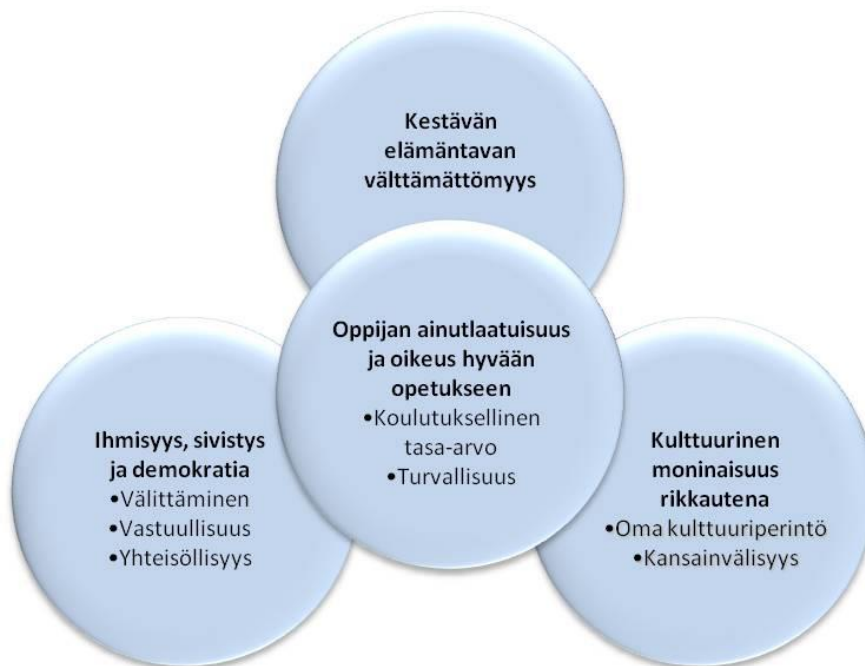 Kestävän
elämäntavan
välttämättömyys
Oppijan ainutlaatuisuus
ja oikeus hyvään
opetukseen
•Koulutuksellinen
tasa-arvo
•Turvallisuus
Ihmisyys, sivistys
ja demokratia
•Välittäminen
•Vastuullisuus
•Yhteisöllisyys
Kulttuurinen
moninaisuus
rikkautena
•Oma kulttuuriperintö
•Kansainvälisyys